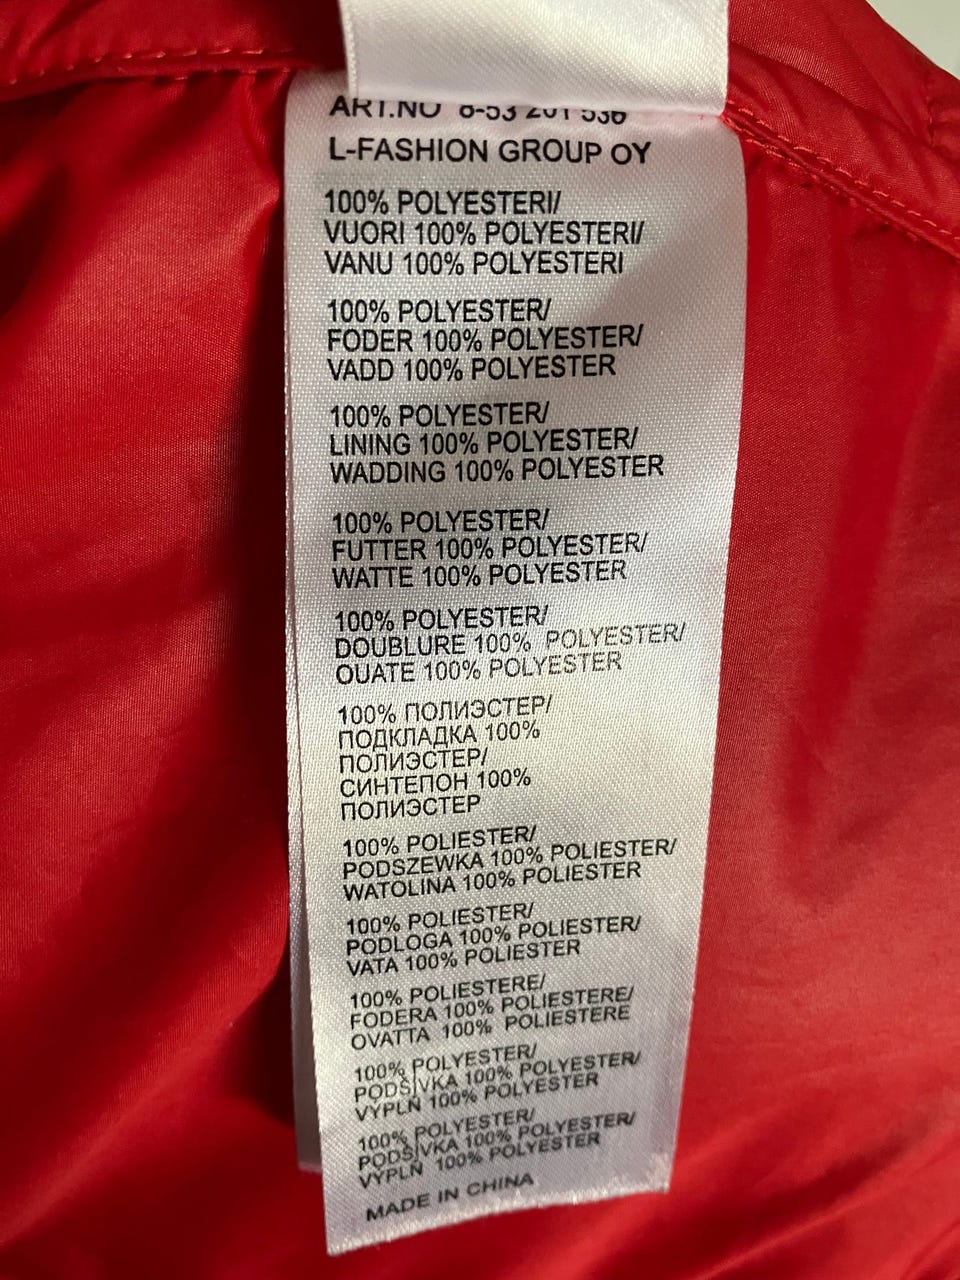 ART.NO 8-53 201 536
L-FASHION GROUP OY
100% POLYESTERI/
VUORI 100% POLYESTERI/
VANU 100% POLYESTERI
100% POLYESTER/
FODER 100% POLYESTER/
VADD 100% POLYESTER
100% POLYESTER/
LINING 100% POLYESTER/
WADDING 100% POLYESTER
100% POLYESTER/
FUTTER 100% POLYESTER/
WATTE 100% POLYESTER
100% POLYESTER/
DOUBLURE 100% POLYESTER/
OUATE 100% POLYESTER
100% ПОЛИЭСТЕР/
ПОДКЛАДКА 100%
ПОЛИЭСТЕР/
СИНТЕПОН 100%
ПОЛИЭСТЕР
100% POLIESTER/
PODSZEWKA 100% POLIESTER/
WATOLINA 100% POLIESTER
100% POLIESTER/
PODLOGA 100% POLIESTER/
VATA 100% POLIESTER
100% POLIESTERE/
FODERA 100% POLIESTERE/
OVATTA 100% POLIESTERE
100% POLYESTER/
PODŠÍVKA 100% POLYESTER/
VYPLŇ 100% POLYESTER
100% POLYESTER/
PODŠÍVKA 100% POLYESTER/
VYPLŇ 100% POLYESTER
MADE IN CHINA